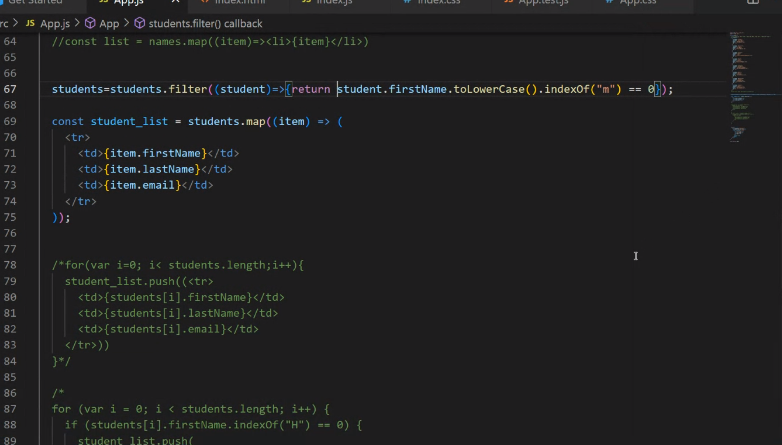 Get Started JS App.js index.html JS index.js index.css App.test.js App.css
rc > JS App.js > App > students.filter() callback
64 //const list = names.map((item)=><li>{item}</li>)
65
66
67 students=students.filter((student)=>{return student.firstName.toLowerCase().indexOf("m") == 0});
68
69 const student_list = students.map((item) => (
70 <tr>
71 <td>{item.firstName}</td>
72 <td>{item.lastName}</td>
73 <td>{item.email}</td>
74 </tr>
75 ));
76
77
78 /*for(var i=0; i< students.length;i++){
79 student_list.push((<tr>
80 <td>{students[i].firstName}</td>
81 <td>{students[i].lastName}</td>
82 <td>{students[i].email}</td>
83 </tr>))
84 }*/
85
86 /*
87 for (var i = 0; i < students.length; i++) {
88 if (students[i].firstName.indexOf("H") == 0) {
89 student_list.push(